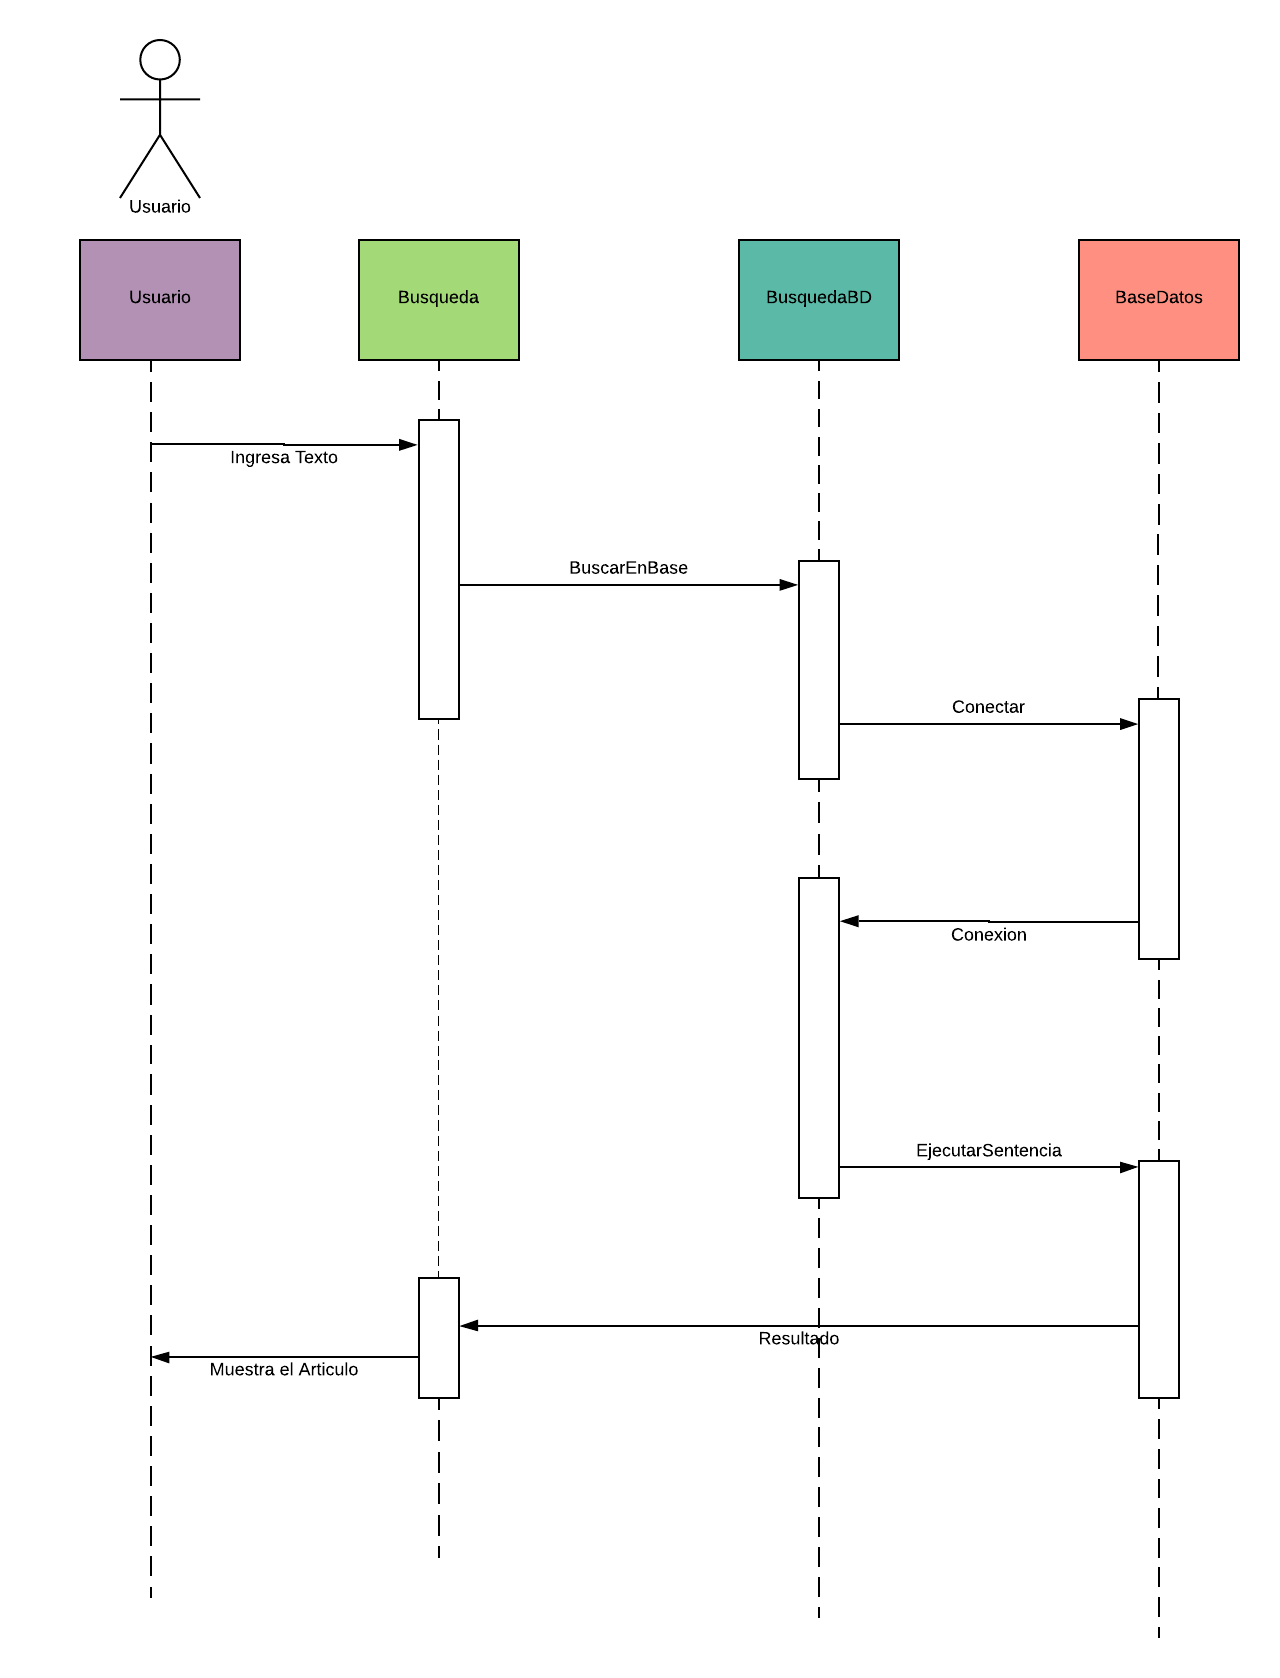 Usuario
Usuario
Busqueda
BusquedaBD
BaseDatos
Ingresa Texto
BuscarEnBase
Conectar
Conexion
EjecutarSentencia
Resultado
Muestra el Articulo